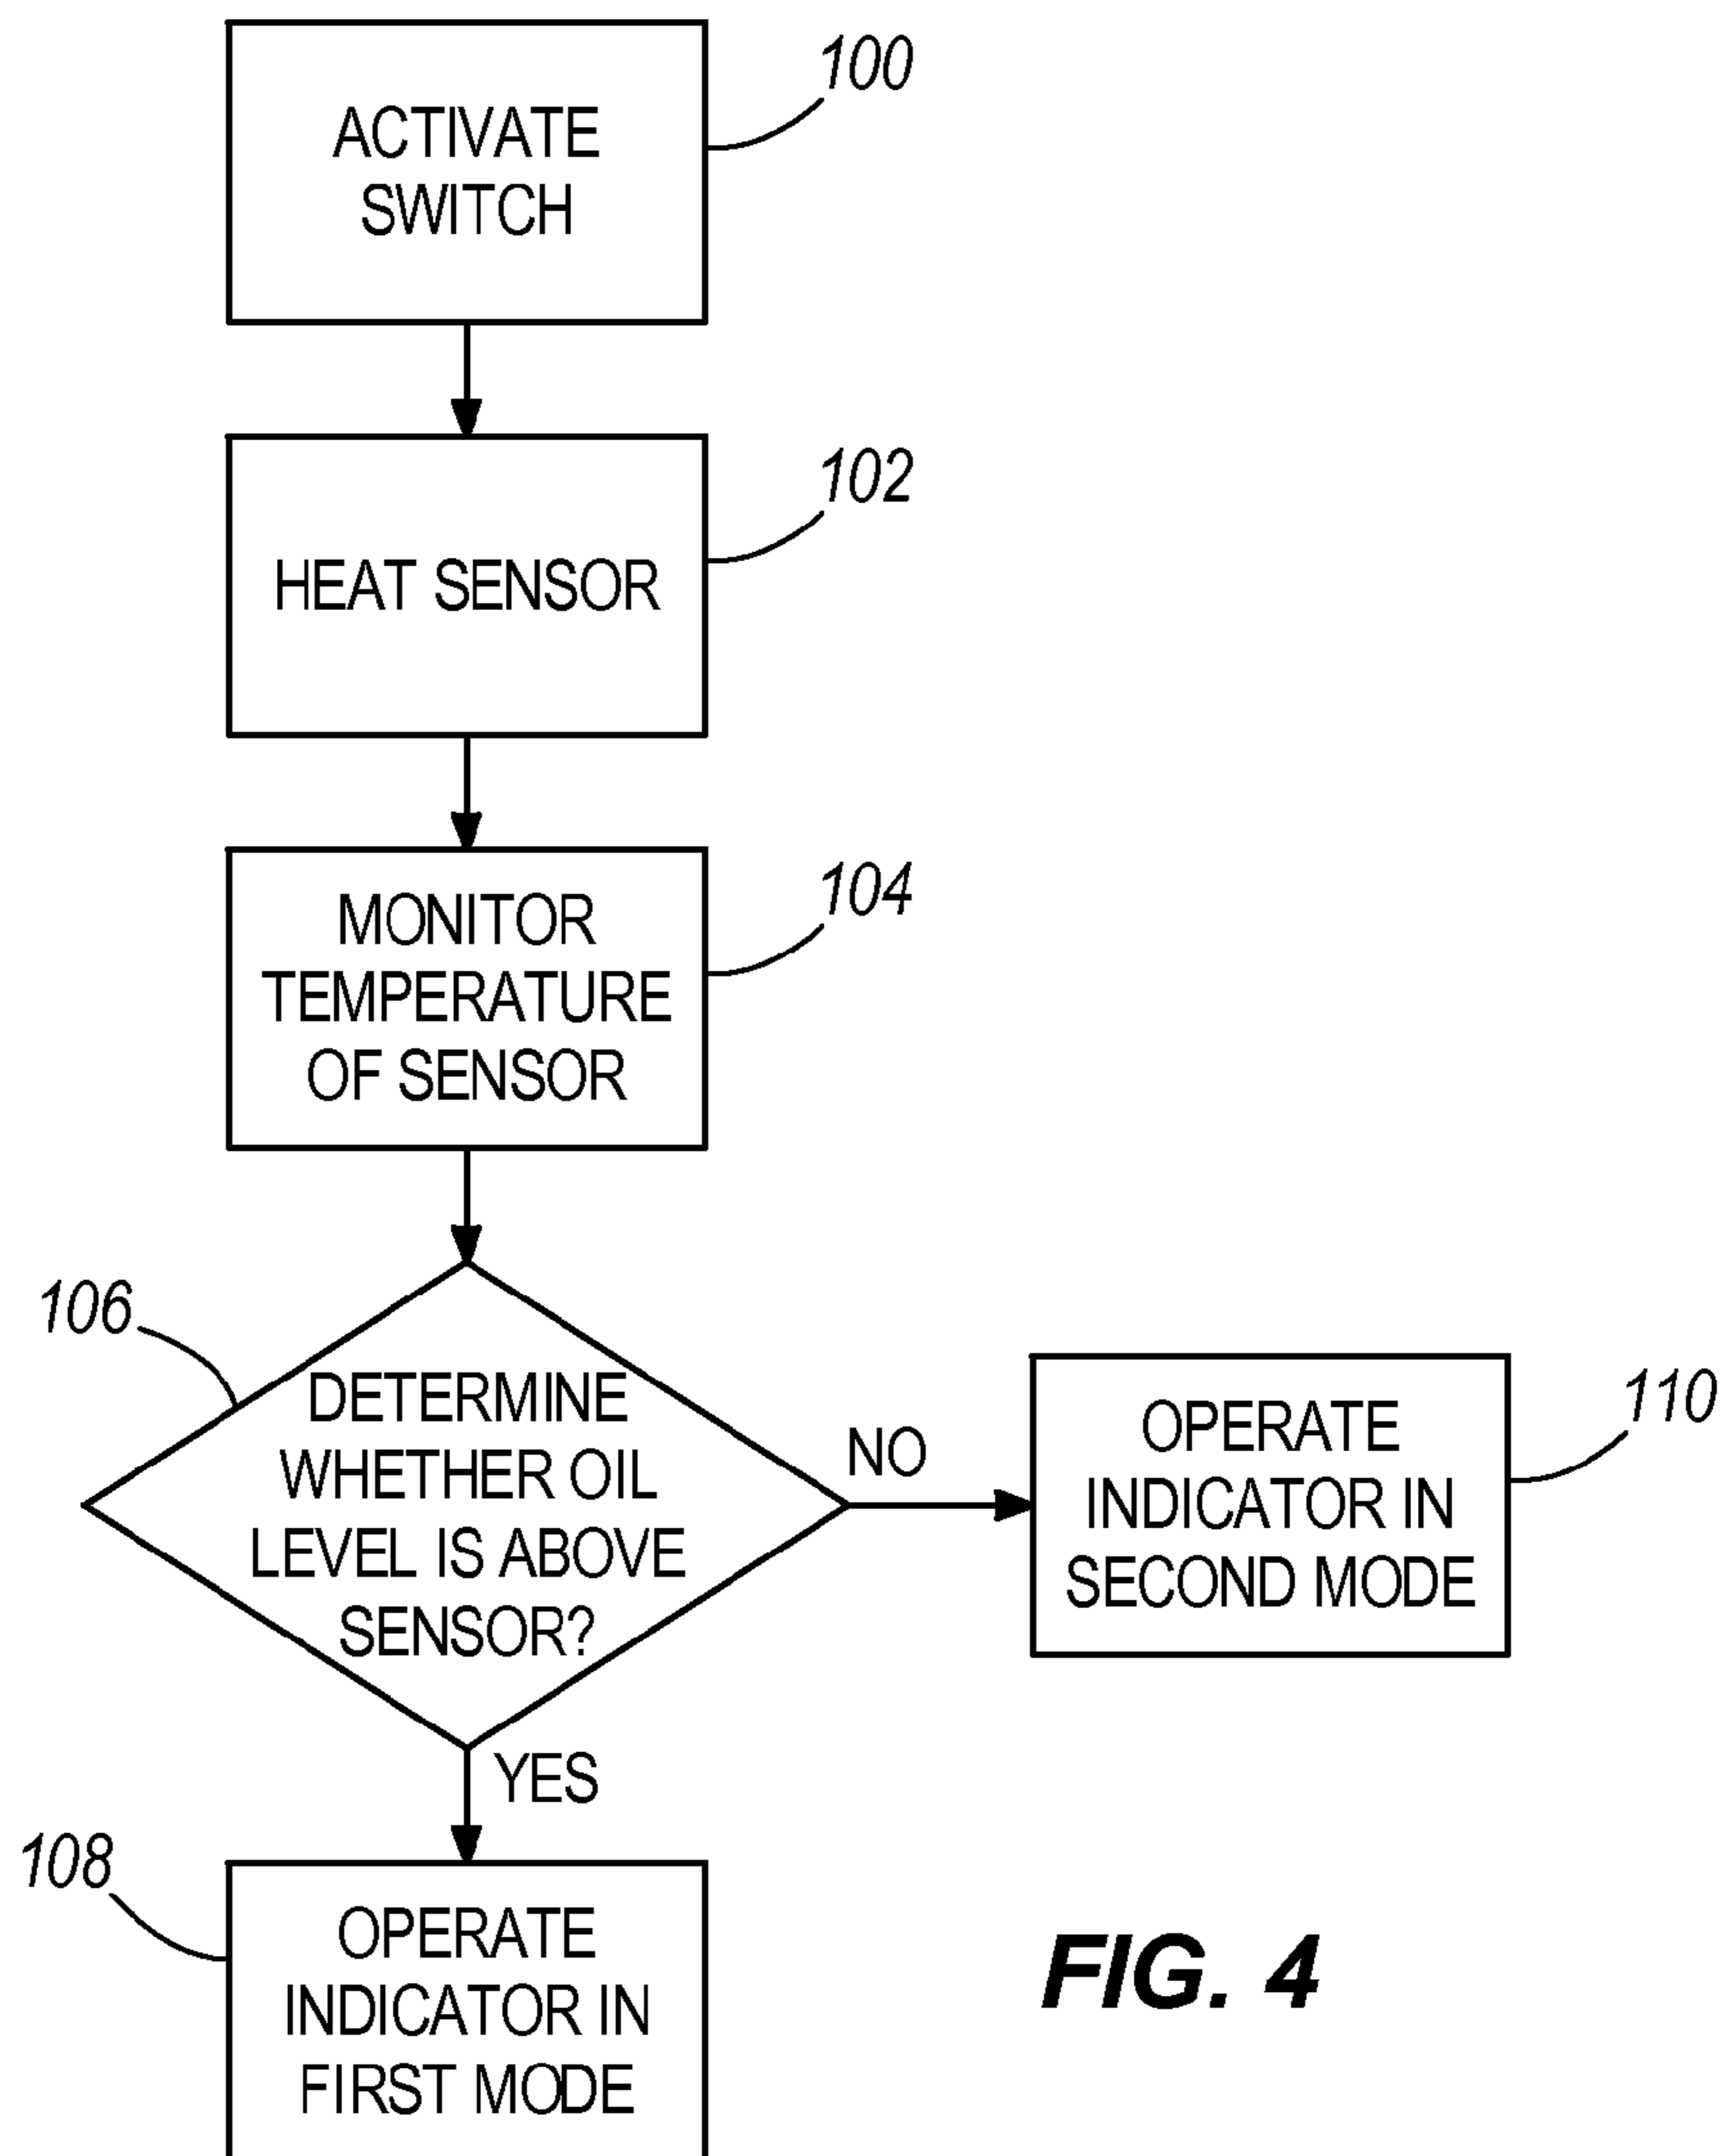 ACTIVATE
SWITCH
100
HEAT SENSOR
102
MONITOR
TEMPERATURE
OF SENSOR
104
106
DETERMINE
WHETHER OIL
LEVEL IS ABOVE
SENSOR?
NO
OPERATE
INDICATOR IN
SECOND MODE
110
YES
108
OPERATE
INDICATOR IN
FIRST MODE
FIG. 4